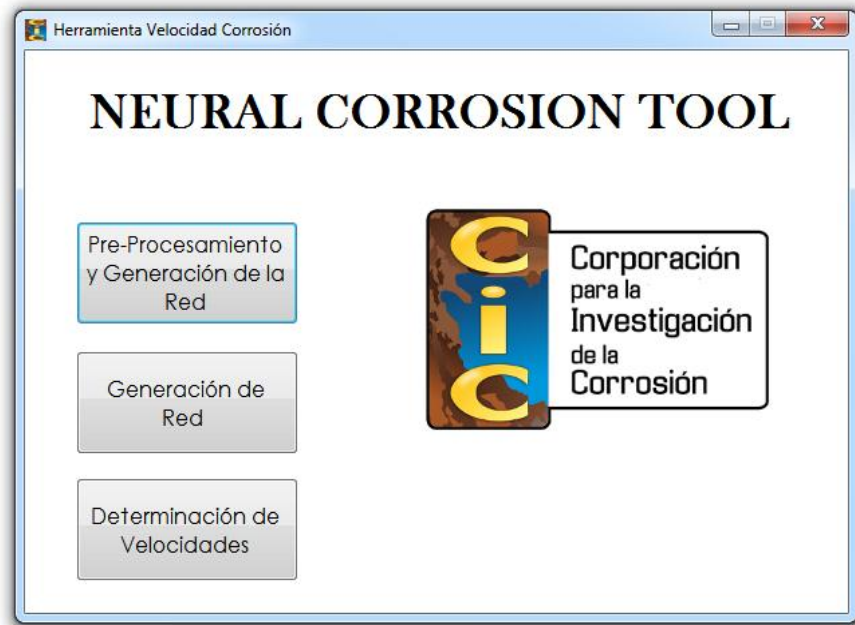 Herramienta Velocidad Corrosión
NEURAL CORROSION TOOL
Pre-Procesamiento
y Generación de la
Red
Generación de
Red
Determinación de
Velocidades
CiC
Corporación
para la
Investigación
de la
Corrosión